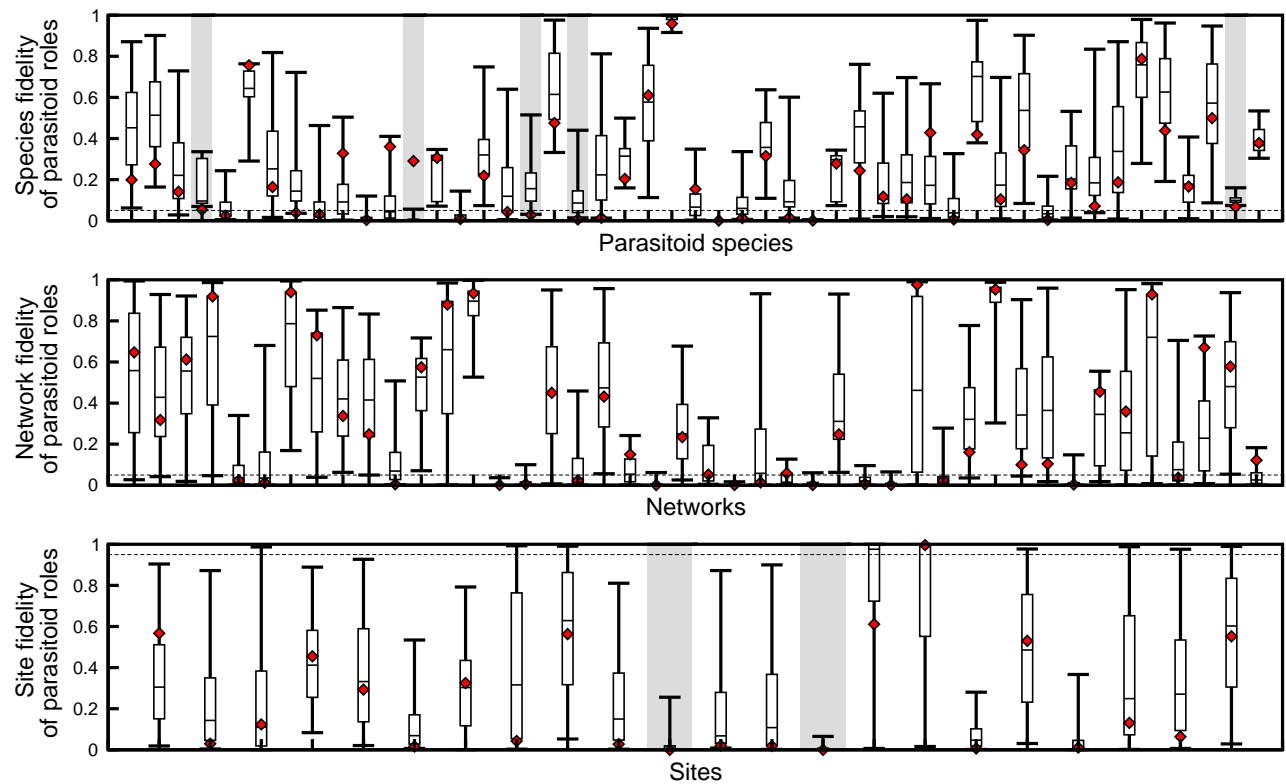 Species fidelity
of parasitoid roles
1
0.8
0.6
0.4
0.2
0
Parasitoid species
Network fidelity
of parasitoid roles
1
0.8
0.6
0.4
0.2
0
Networks
Site fidelity
of parasitoid roles
1
0.8
0.6
0.4
0.2
0
Sites